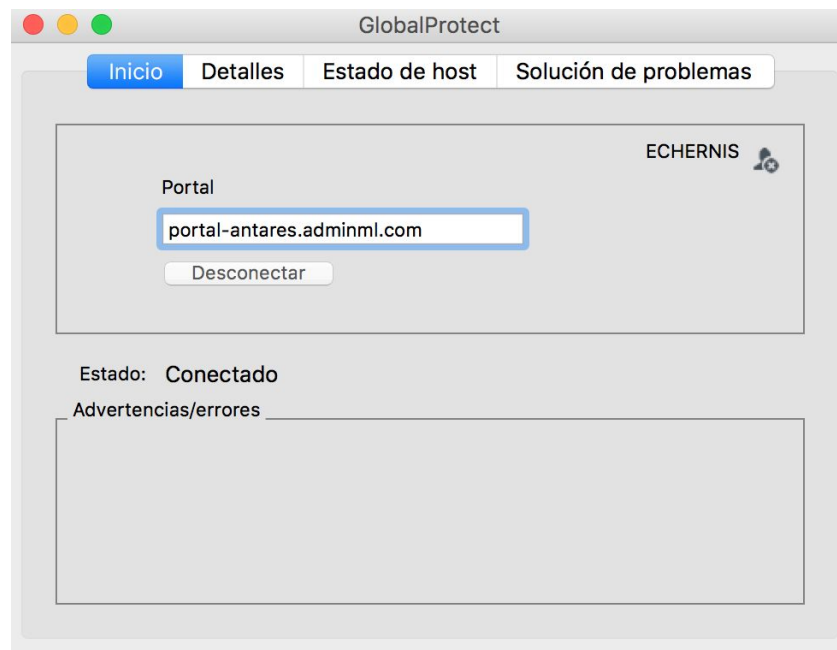 GlobalProtect
Inicio Detalles Estado de host Solución de problemas
ECHERNIS
Portal
portal-antares.adminml.com
Desconectar
Estado: Conectado
Advertencias/errores